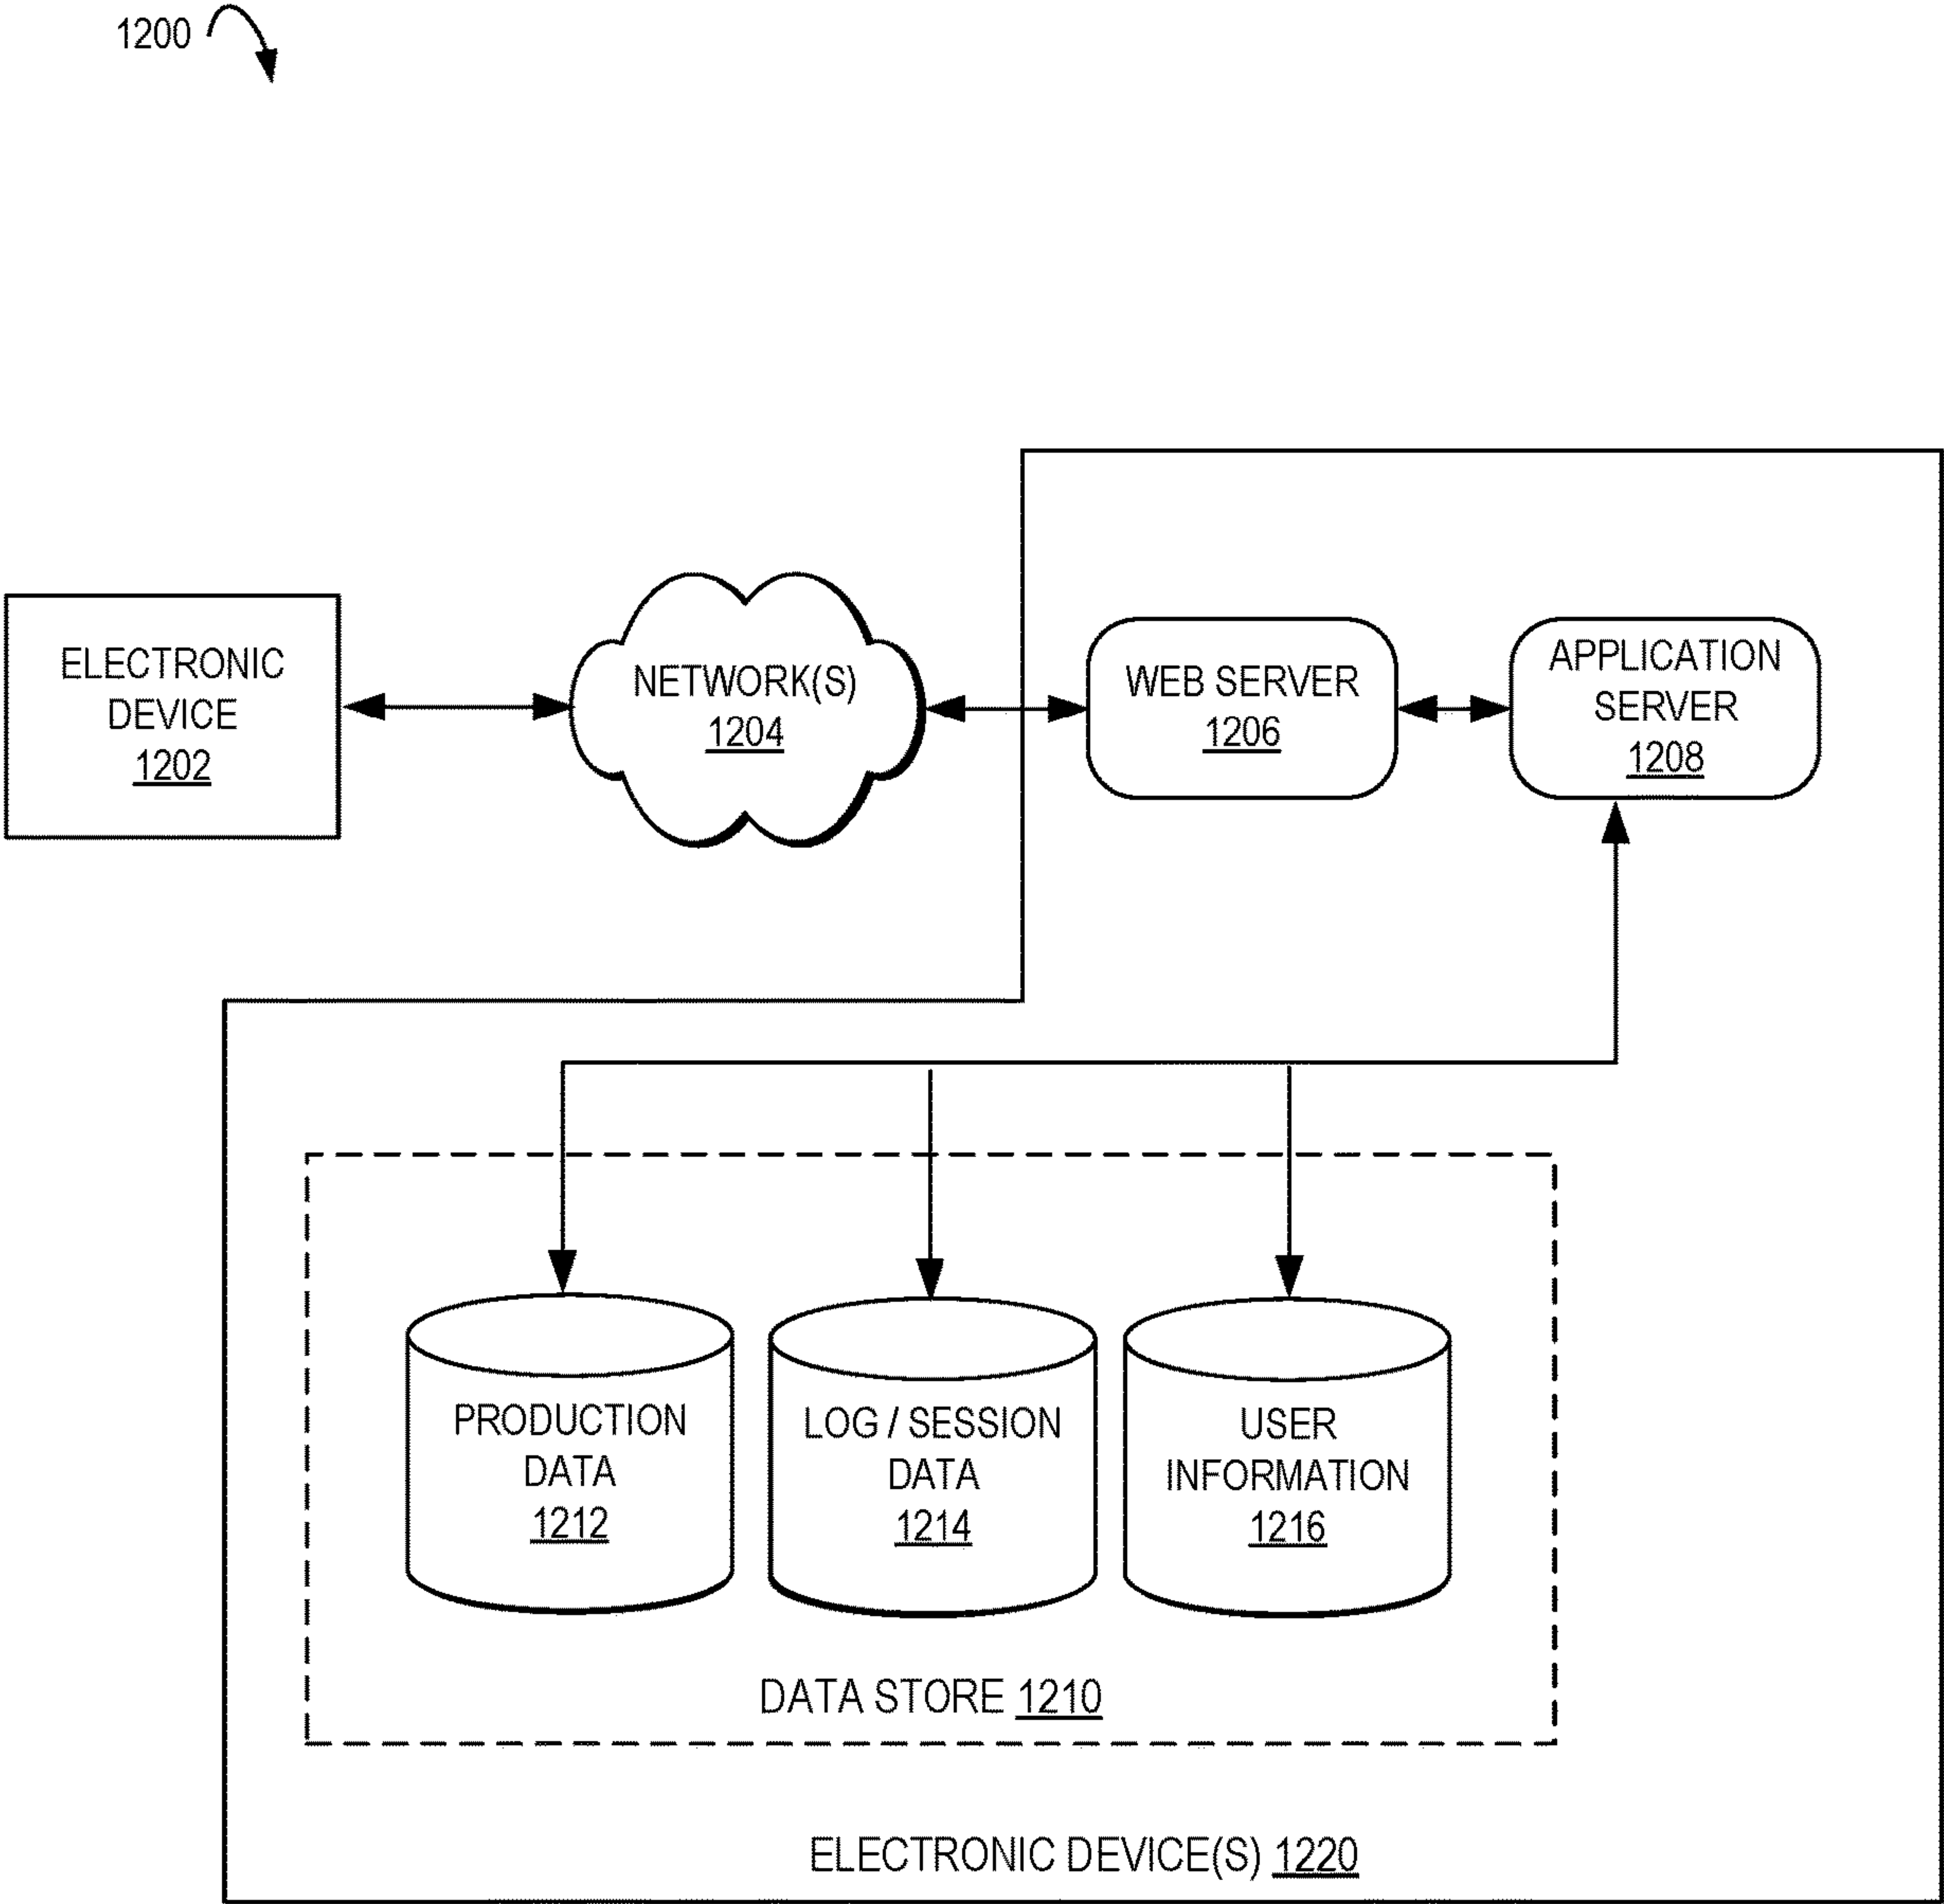 1200
ELECTRONIC
DEVICE
1202
NETWORK(S)
1204
WEB SERVER
1206
APPLICATION
SERVER
1208
PRODUCTION
DATA
1212
LOG / SESSION
DATA
1214
USER
INFORMATION
1216
DATA STORE 1210
ELECTRONIC DEVICE(S) 1220